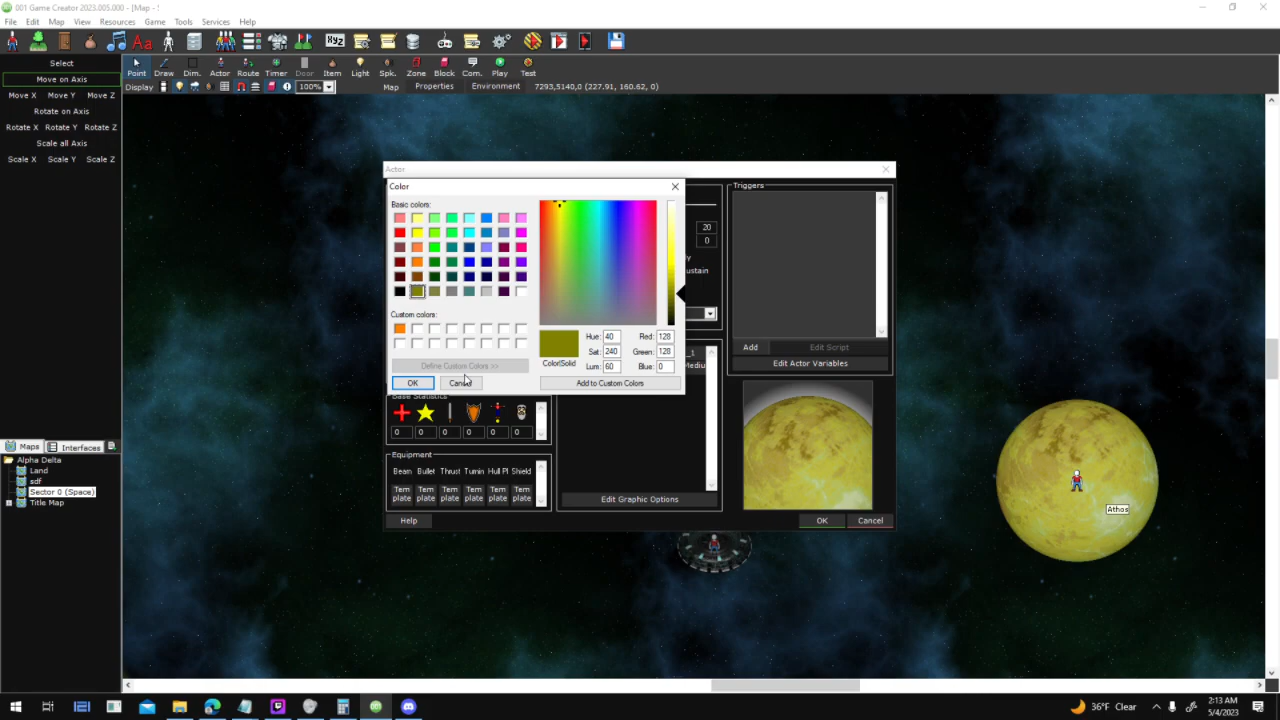 001 Game Creator 2023.005.000 - [Map - S
File Edit Map View Resources Game Tools Services Help
Select
Move on Axis
Move X Move Y Move Z
Rotate on Axis
Rotate X Rotate Y Rotate Z
Scale all Axis
Scale X Scale Y Scale Z
Point Draw Dim. Actor Route Timer Door Item Light Spk. Zone Block Com. Play Test
Display 100% Map Properties Environment 7293,5140,0 (227.91, 160.62, 0)
Actor
Color
Basic colors:
Custom colors:
Define Custom Colors >>
OK Cancel
Hue: 40 Red: 128
Sat: 240 Green: 128
Color|Solid Lum: 60 Blue: 0
Add to Custom Colors
20
0
ustain
Triggers
Add Edit Script
Edit Actor Variables
Base Statistics
0 0 0 0 0 0
Equipment
Beam Bullet Thrust Turnin Hull Pl Shield
Tem plate Tem plate Tem plate Tem plate Tem plate Tem plate
Edit Graphic Options
Help OK Cancel
Athos
Maps Interfaces
Alpha Delta
Land
sdf
Sector 0 (Space)
Title Map
36°F Clear
2:13 AM
5/4/2023